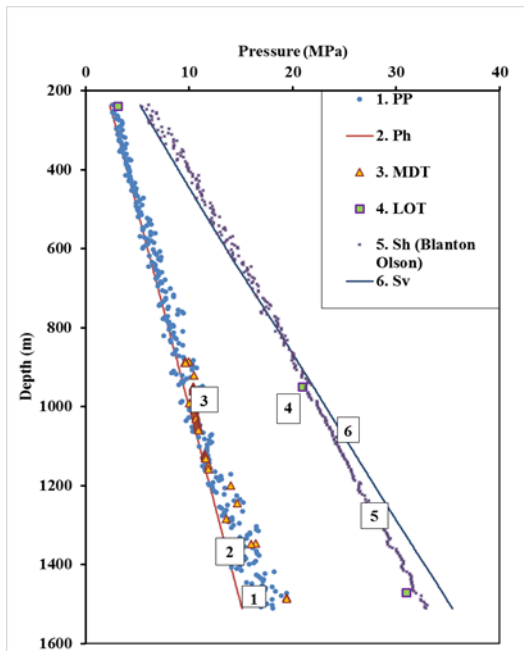 Pressure (MPa)
0 10 20 30 40
200
400
600
800
1000
1200
1400
1600
Depth (m)
1. PP
2. Ph
3. MDT
4. LOT
5. Sh (Blanton
Olson)
6. Sv
3
4
6
5
2
1